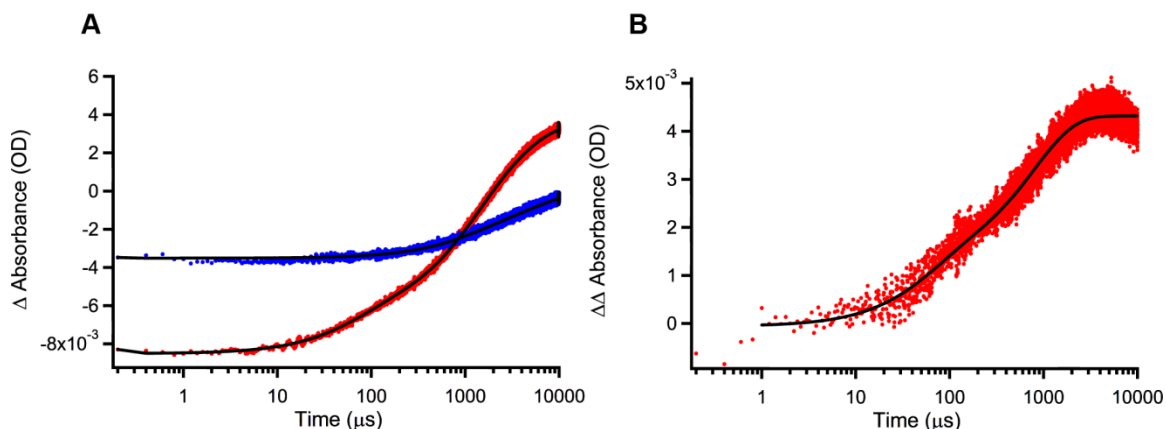 A
Δ Absorbance (OD)
6
4
2
0
-2
-4
-6
-8x10⁻³
1
10
100
1000
10000
Time (μs)
B
ΔΔ Absorbance (OD)
5x10⁻³
4
3
2
1
0
1
10
100
1000
10000
Time (μs)